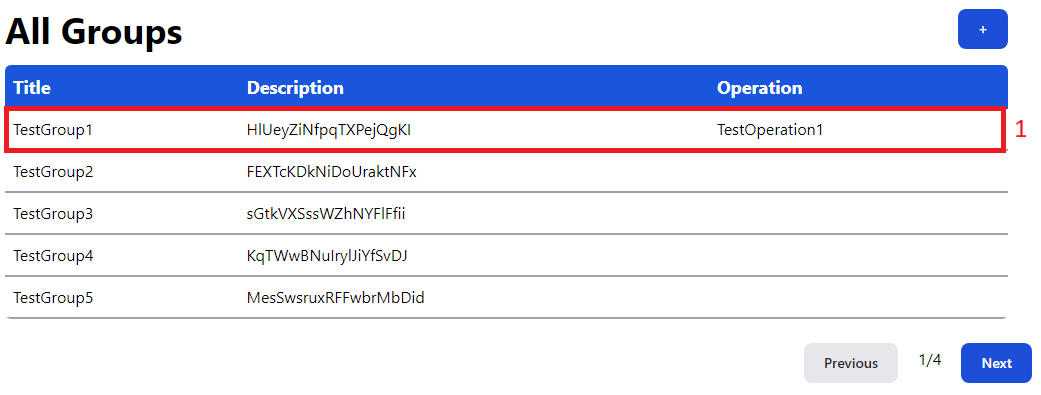 All Groups +
Title Description Operation
TestGroup1 HlUeyZiNfpqTXPejQgKI TestOperation1 1
TestGroup2 FEXTcKDkNiDoUraktNFx
TestGroup3 sGtkVXSssWZhNYFlFfii
TestGroup4 KqTWwBNuIrylJiYfSvDJ
TestGroup5 MesSwsruxRFFwbrMbDid
Previous 1/4 Next